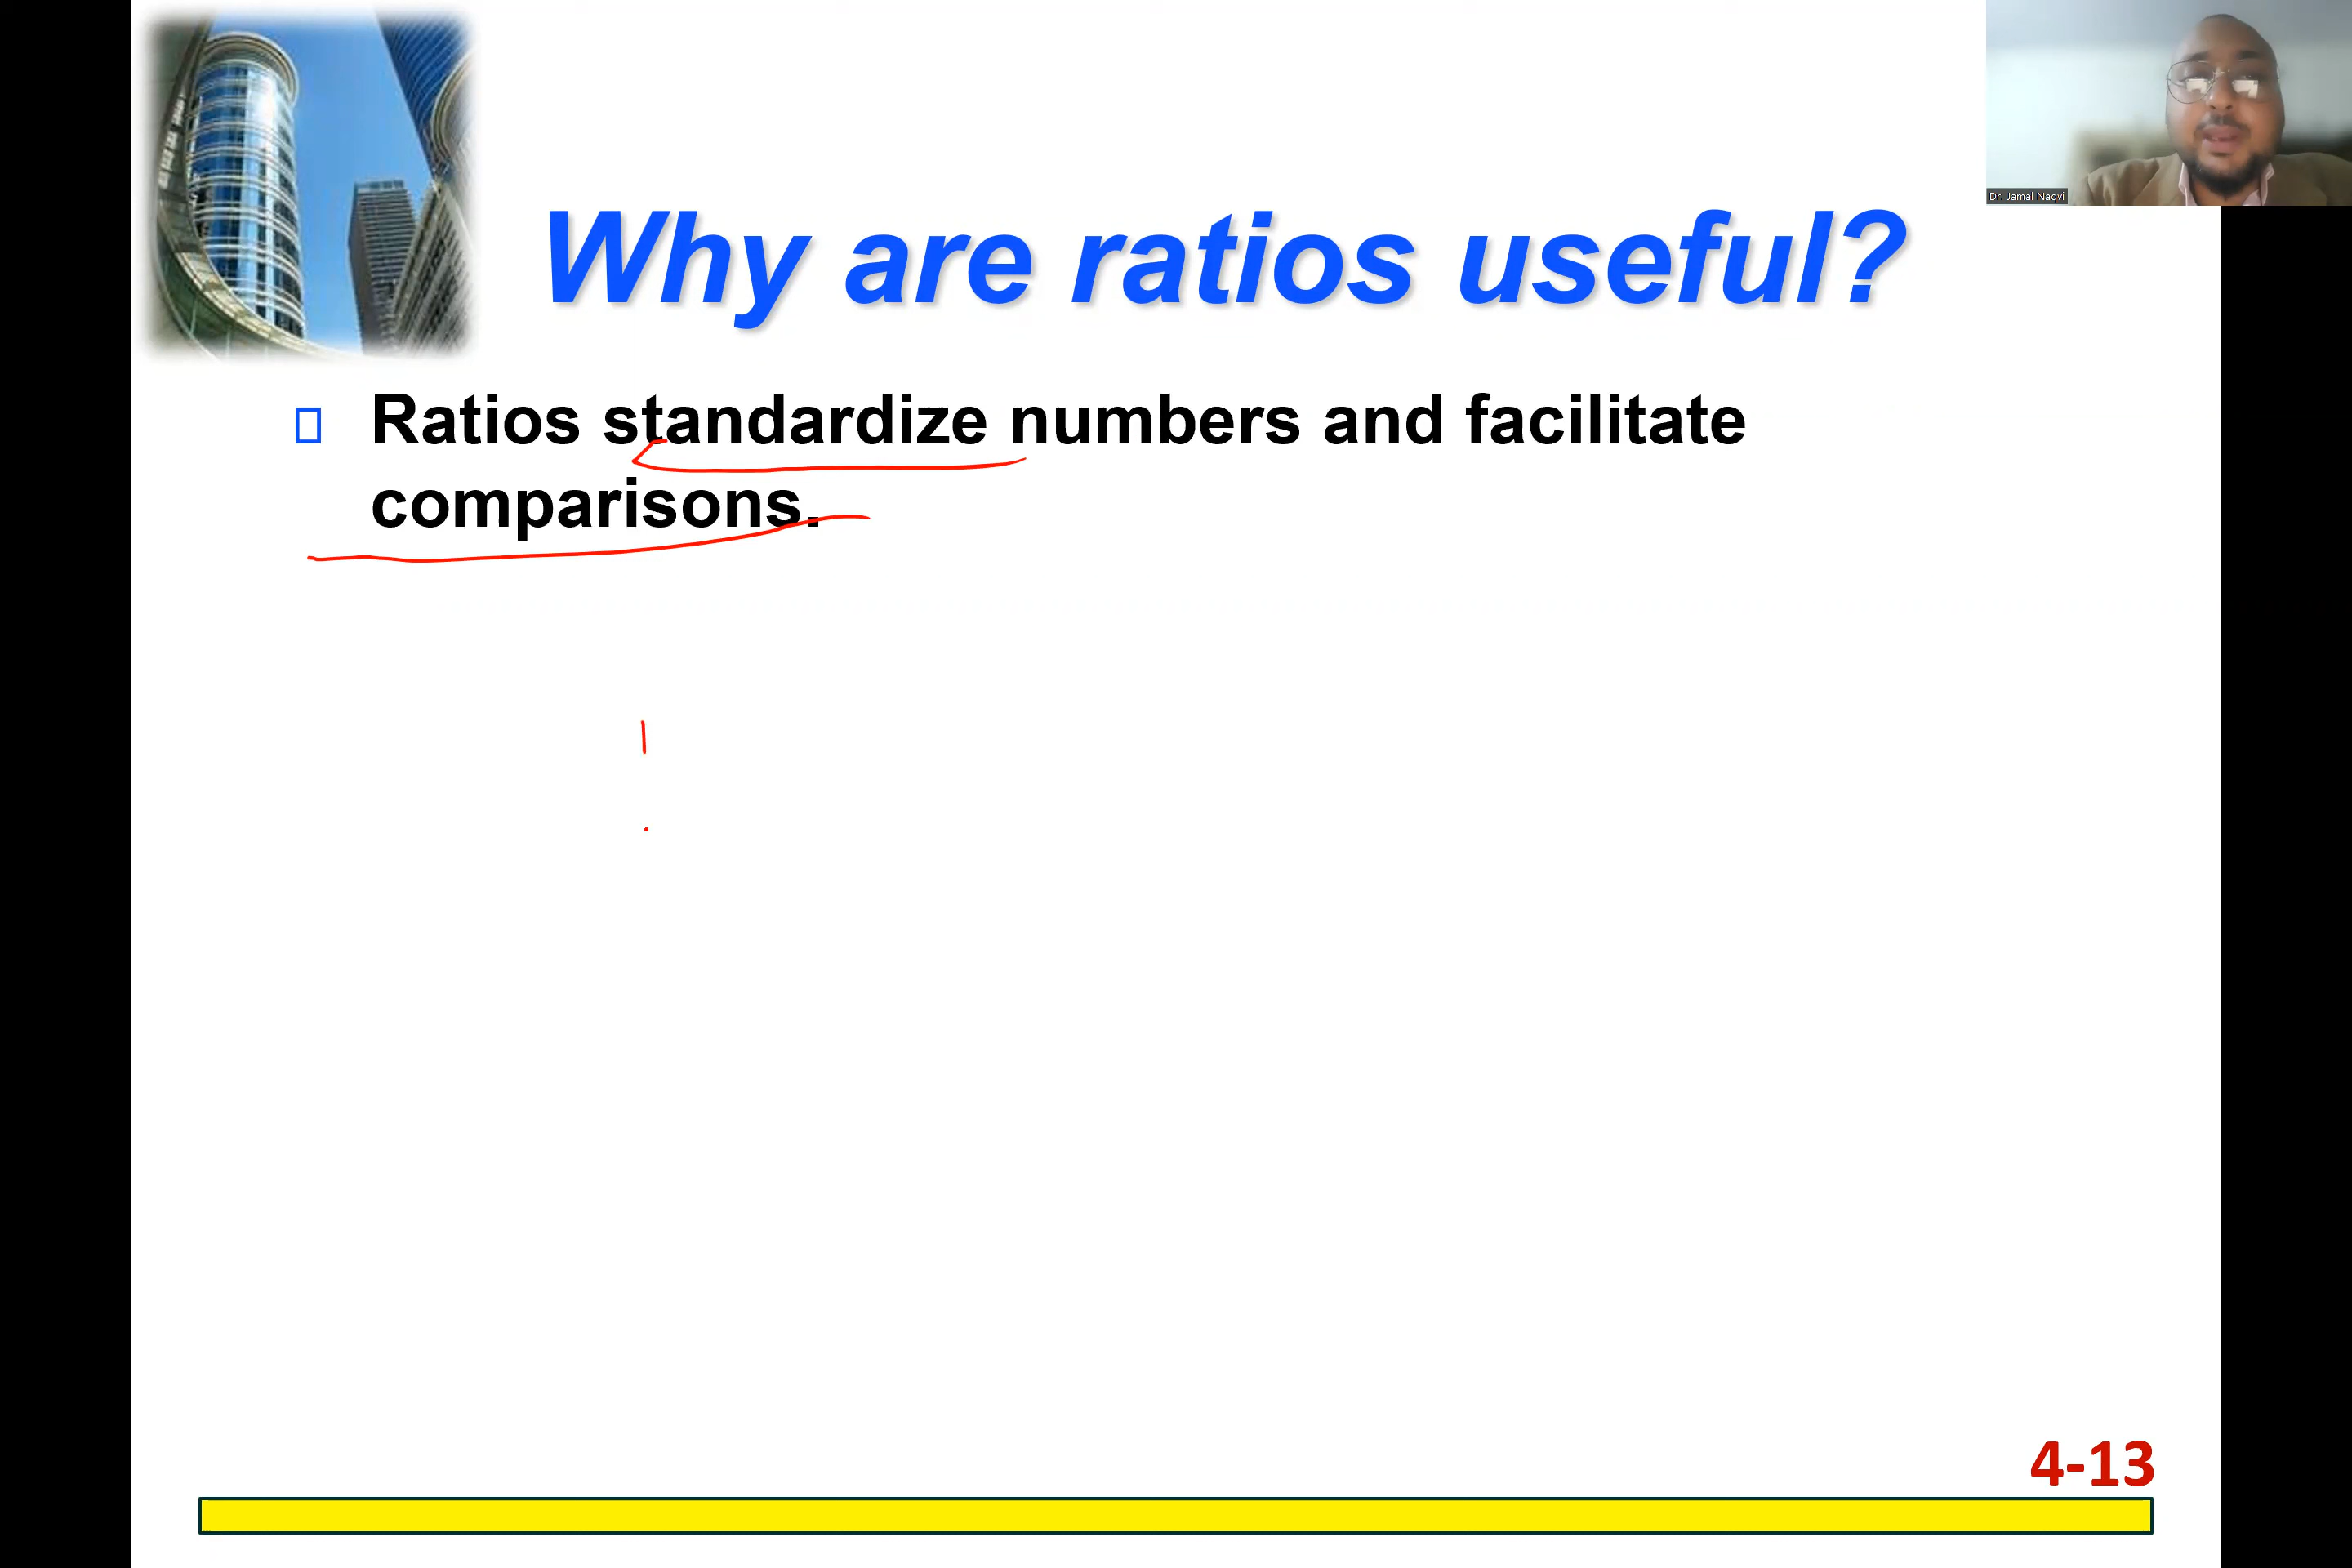 Dr. Jamal Naqvi
Why are ratios useful?
Ratios standardize numbers and facilitate
comparisons.
4-13